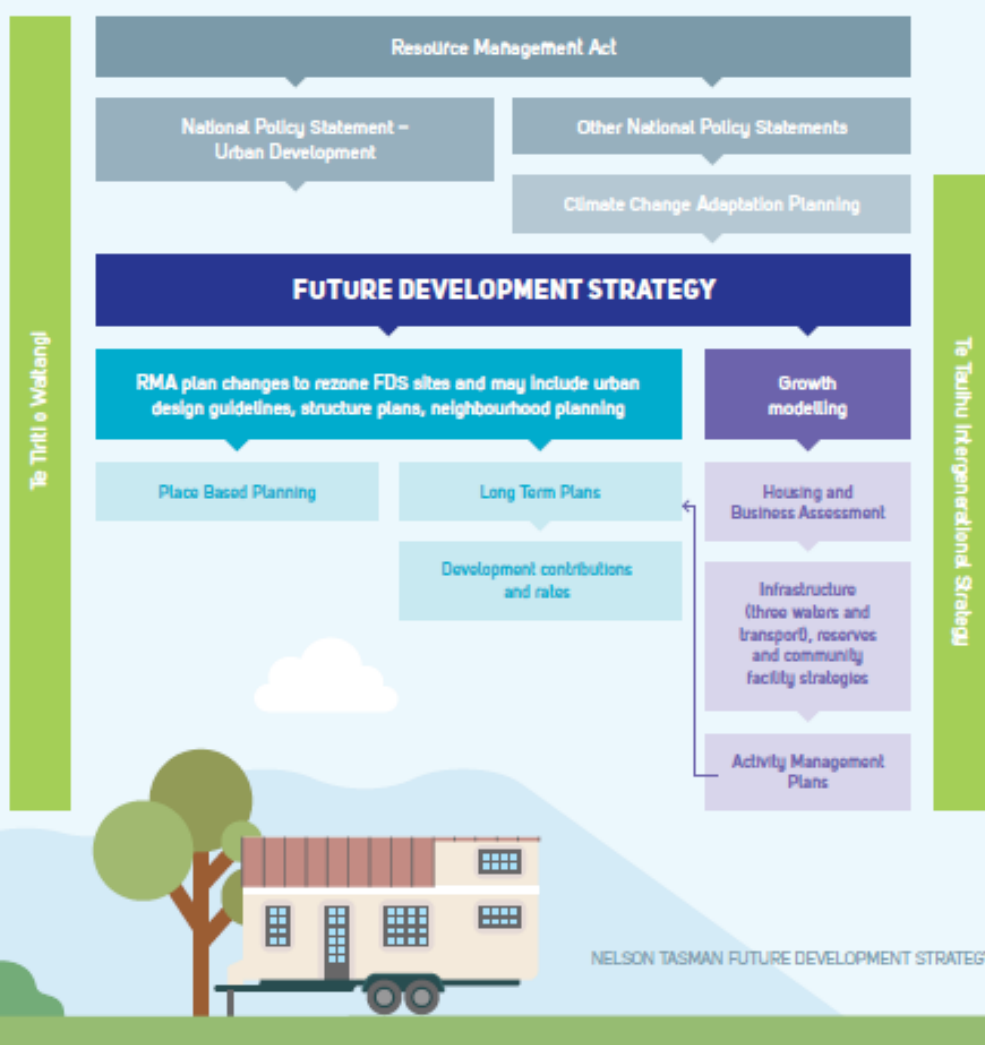 Resource Management Act
National Policy Statement –
Urban Development
Other National Policy Statements
Climate Change Adaptation Planning
FUTURE DEVELOPMENT STRATEGY
RMA plan changes to rezone FDS sites and may include urban
design guidelines, structure plans, neighbourhood planning
Growth
modelling
Place Based Planning
Long Term Plans
Housing and
Business Assessment
Development contributions
and rates
Infrastructure
(three waters and
transport), reserves
and community
facility strategies
Activity Management
Plans
Te Tiriti o Waitangi
Te Tauihu Intergenerational Strategy
NELSON TASMAN FUTURE DEVELOPMENT STRATEGY